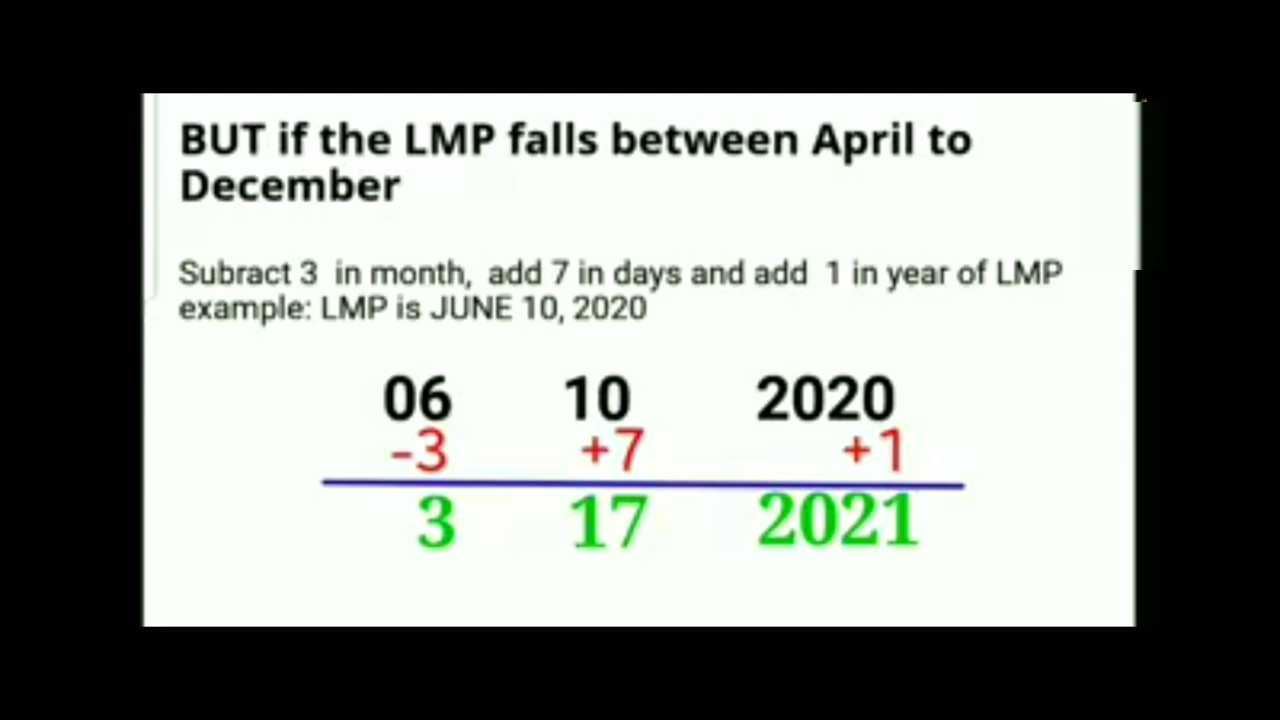 BUT if the LMP falls between April to
December
Subract 3 in month, add 7 in days and add 1 in year of LMP
example: LMP is JUNE 10, 2020
06 10 2020
-3 +7 +1
3 17 2021